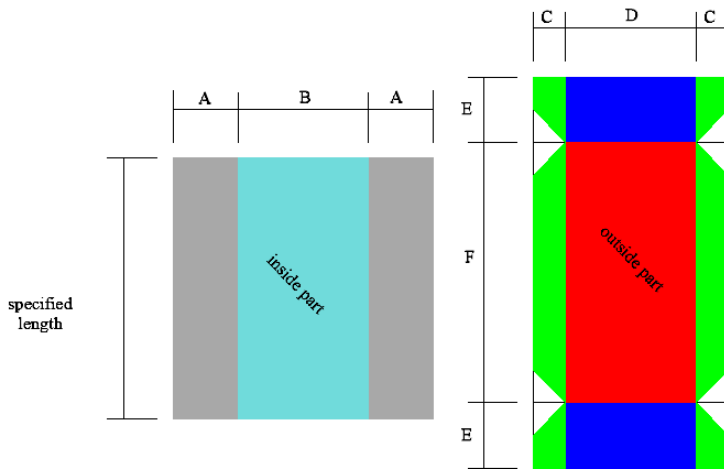 C D C
A B A
E
inside part
outside part
F
specified
length
E